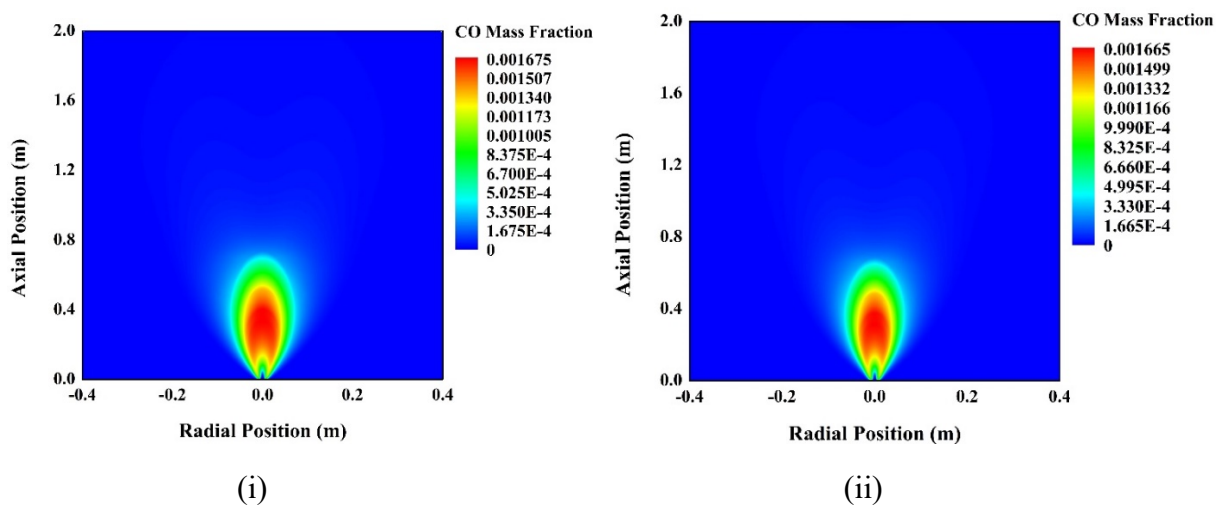 CO Mass Fraction
2.0
1.6
1.2
0.8
0.4
0.0
Axial Position (m)
-0.4
-0.2
0.0
0.2
0.4
Radial Position (m)
0.001675
0.001507
0.001340
0.001173
0.001005
8.375E-4
6.700E-4
5.025E-4
3.350E-4
1.675E-4
0
(i)
CO Mass Fraction
2.0
1.6
1.2
0.8
0.4
0.0
Axial Position (m)
-0.4
-0.2
0.0
0.2
0.4
Radial Position (m)
0.001665
0.001499
0.001332
0.001166
9.990E-4
8.325E-4
6.660E-4
4.995E-4
3.330E-4
1.665E-4
0
(ii)